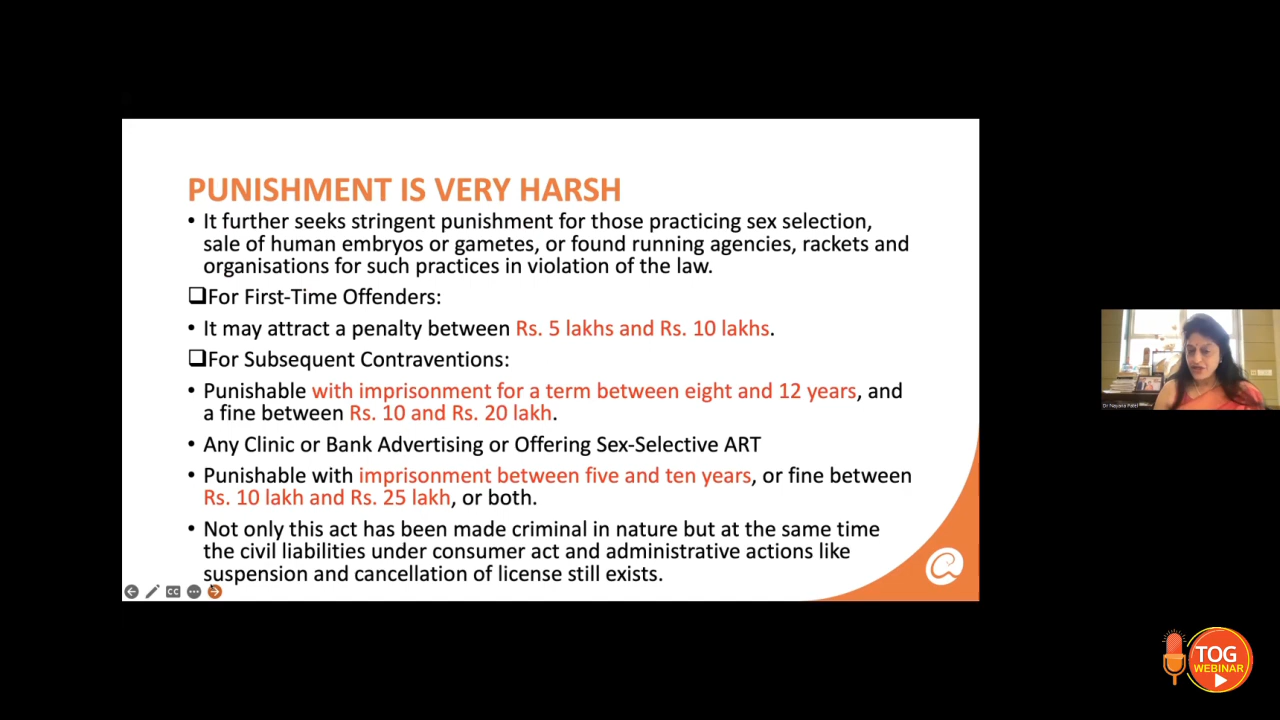 PUNISHMENT IS VERY HARSH
• It further seeks stringent punishment for those practicing sex selection,
sale of human embryos or gametes, or found running agencies, rackets and
organisations for such practices in violation of the law.
❑For First-Time Offenders:
• It may attract a penalty between Rs. 5 lakhs and Rs. 10 lakhs.
❑For Subsequent Contraventions:
• Punishable with imprisonment for a term between eight and 12 years, and
a fine between Rs. 10 and Rs. 20 lakh.
• Any Clinic or Bank Advertising or Offering Sex-Selective ART
• Punishable with imprisonment between five and ten years, or fine between
Rs. 10 lakh and Rs. 25 lakh, or both.
• Not only this act has been made criminal in nature but at the same time
the civil liabilities under consumer act and administrative actions like
suspension and cancellation of license still exists.
CC
Dr Nayana Patel
TOG
WEBINAR